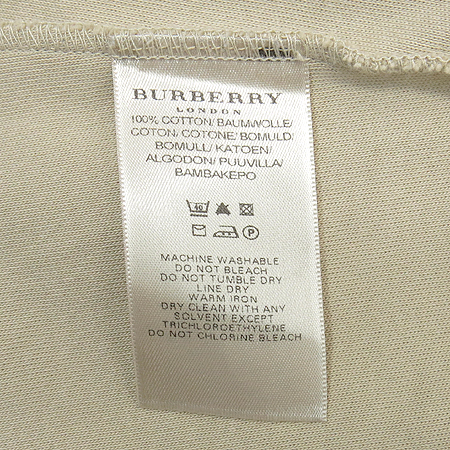 BURBERRY
LONDON
100% COTTON/BAUMWOLLE/
COTON/COTONE/BOMULD/
BOMULL/KATOEN/
ALGODON/PUUVILLA/
BAMBAKEPO
40
P
MACHINE WASHABLE
DO NOT BLEACH
DO NOT TUMBLE DRY
LINE DRY
WARM IRON
DRY CLEAN WITH ANY
SOLVENT EXCEPT
TRICHLOROETHYLENE
DO NOT CHLORINE BLEACH